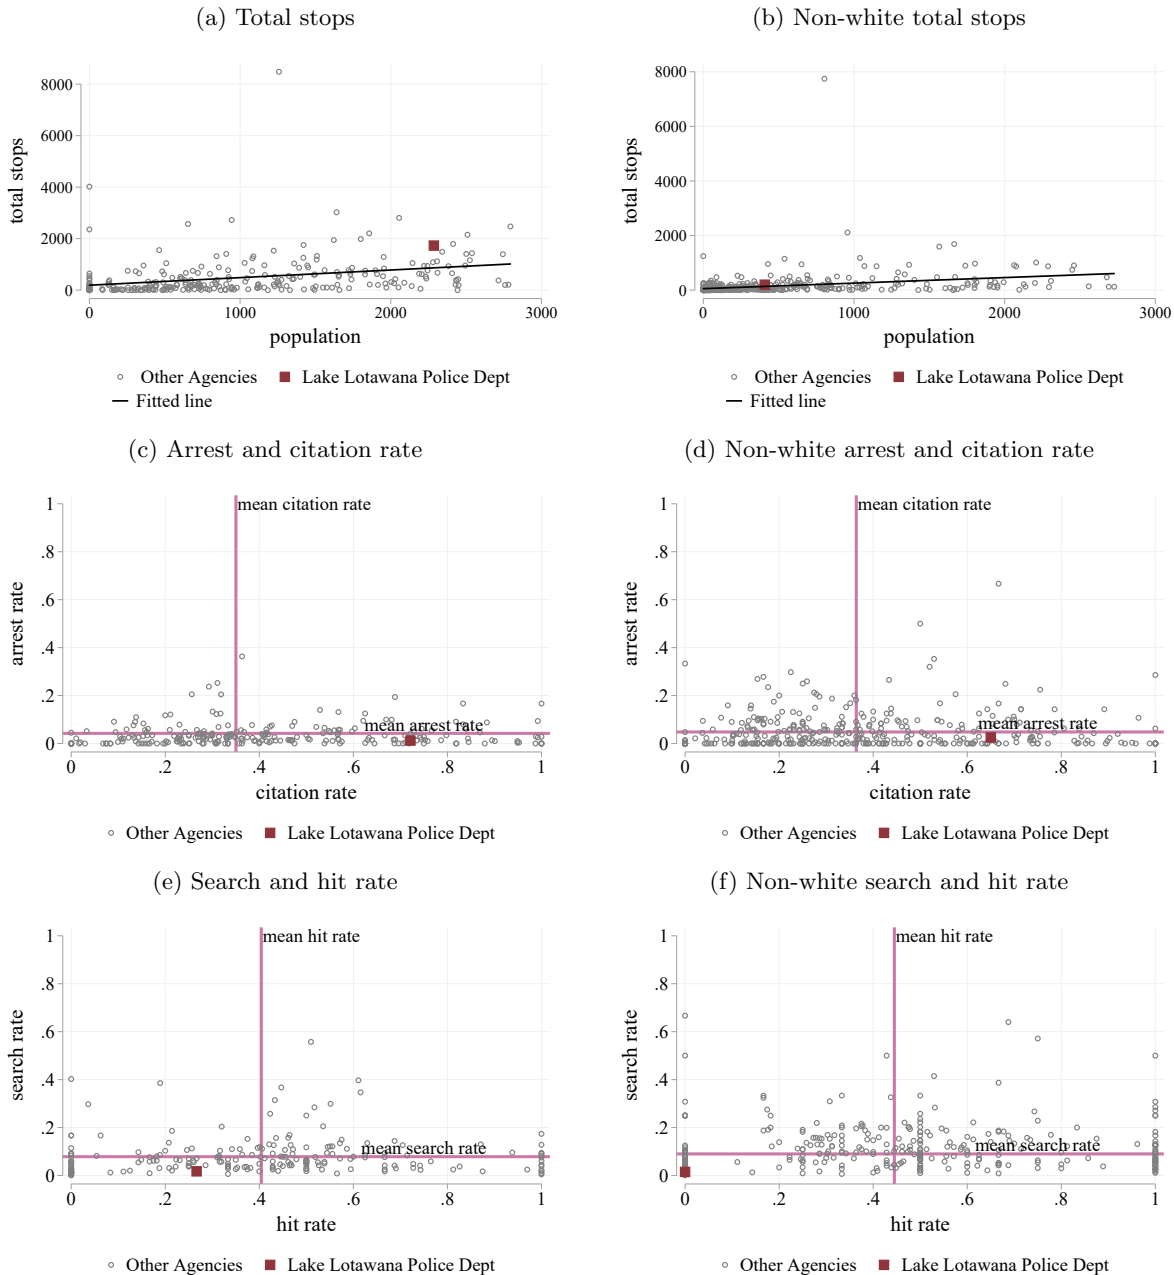 (a) Total stops
(b) Non-white total stops
8000
6000
4000
2000
0
total stops
0 1000 2000 3000
population
Other Agencies Lake Lotawana Police Dept
Fitted line
8000
6000
4000
2000
0
total stops
0 1000 2000 3000
population
Other Agencies Lake Lotawana Police Dept
Fitted line
(c) Arrest and citation rate
(d) Non-white arrest and citation rate
1
.8
.6
.4
.2
0
arrest rate
mean citation rate
mean arrest rate
0 .2 .4 .6 .8 1
citation rate
Other Agencies Lake Lotawana Police Dept
1
.8
.6
.4
.2
0
arrest rate
mean citation rate
mean arrest rate
0 .2 .4 .6 .8 1
citation rate
Other Agencies Lake Lotawana Police Dept
(e) Search and hit rate
(f) Non-white search and hit rate
1
.8
.6
.4
.2
0
search rate
mean hit rate
mean search rate
0 .2 .4 .6 .8 1
hit rate
Other Agencies Lake Lotawana Police Dept
1
.8
.6
.4
.2
0
search rate
mean hit rate
mean search rate
0 .2 .4 .6 .8 1
hit rate
Other Agencies Lake Lotawana Police Dept